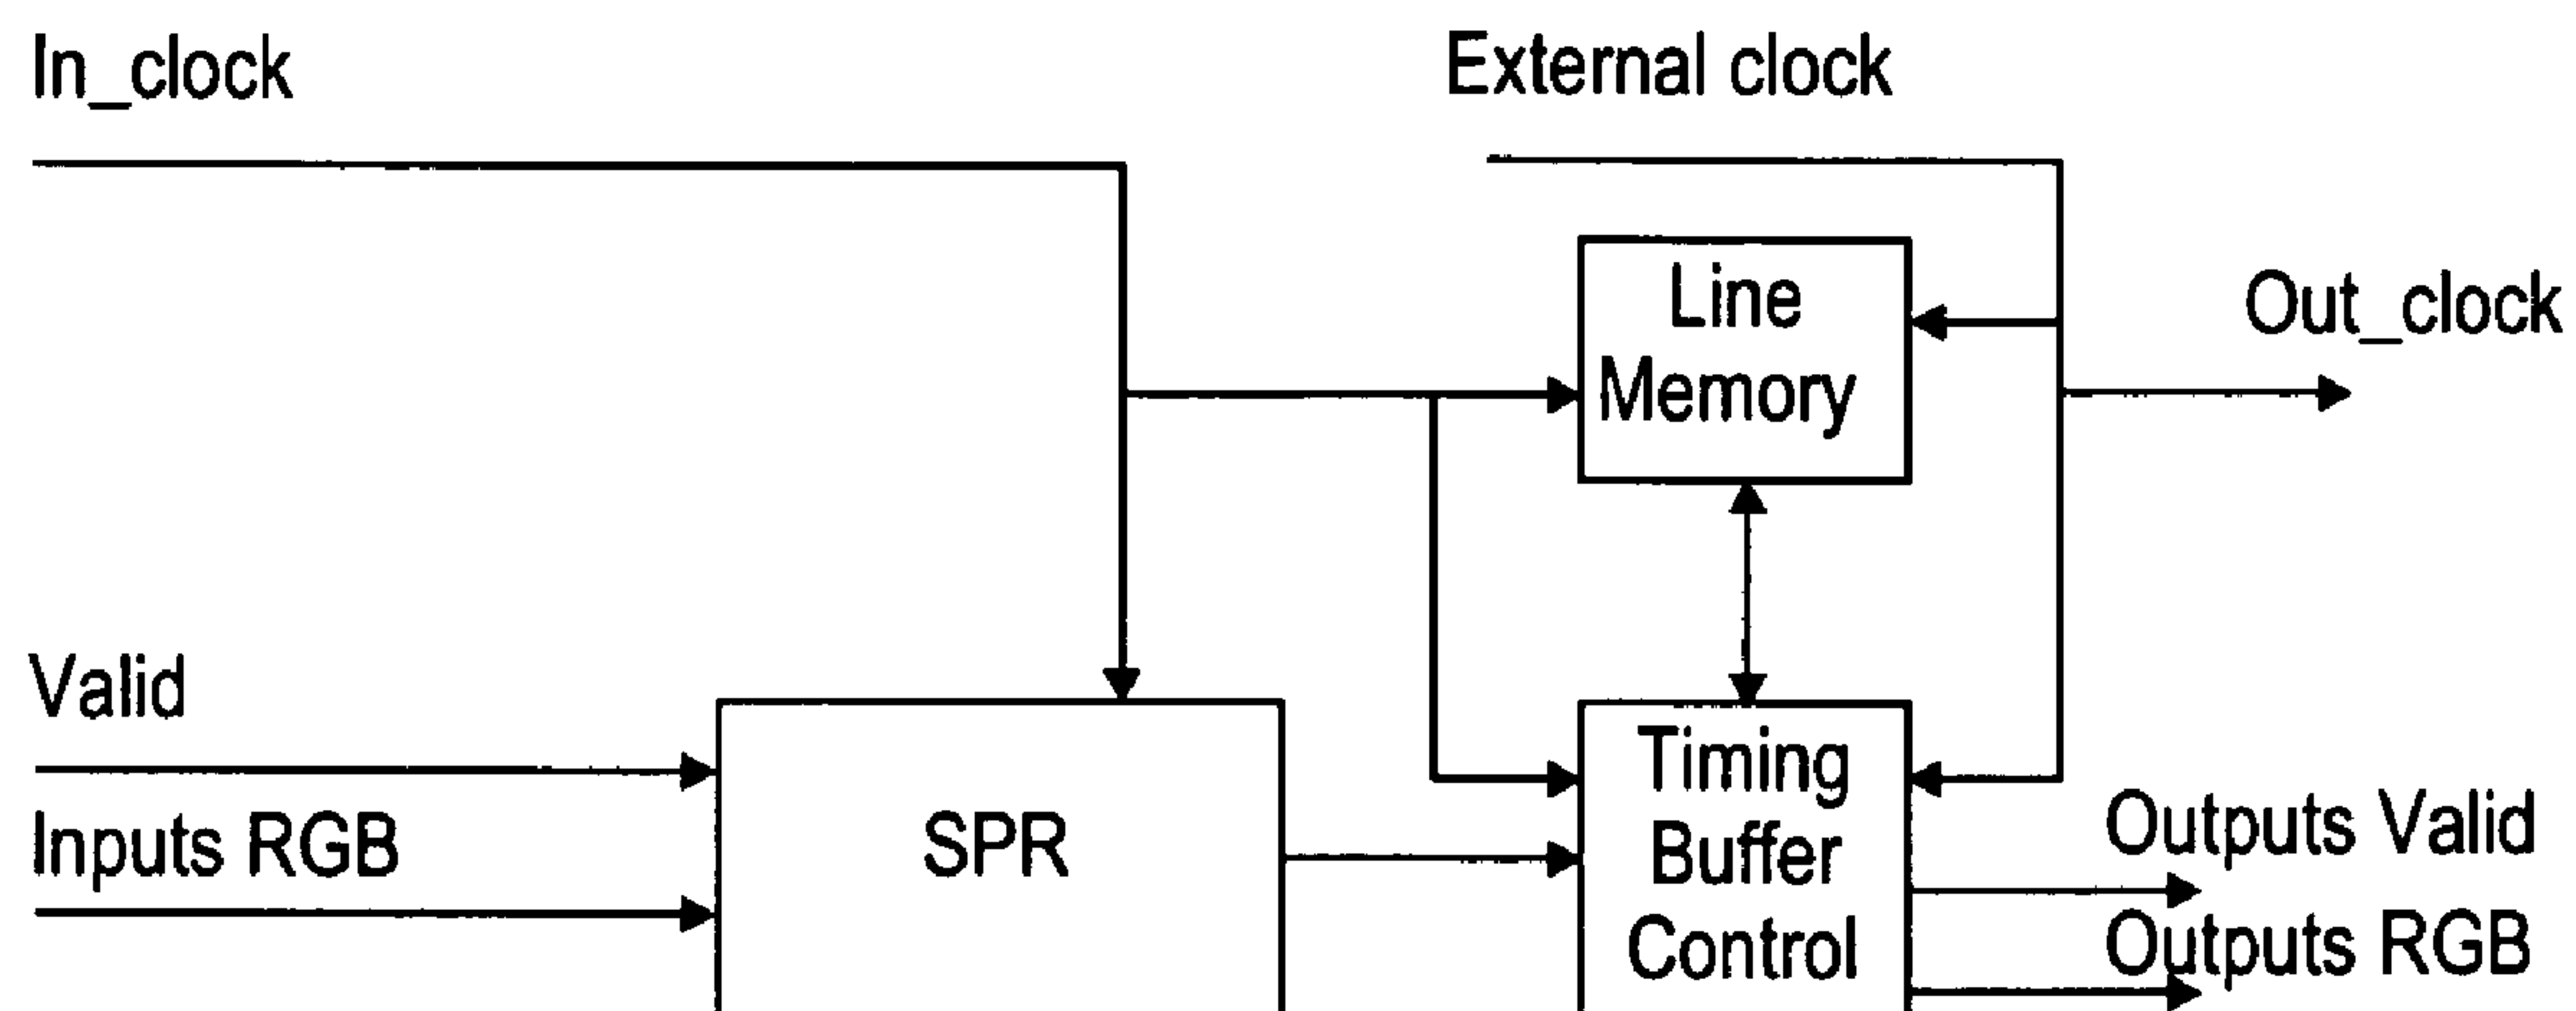 In_clock
External clock
Line
Memory
Out_clock
Valid
Inputs RGB
SPR
Timing
Buffer
Control
Outputs Valid
Outputs RGB